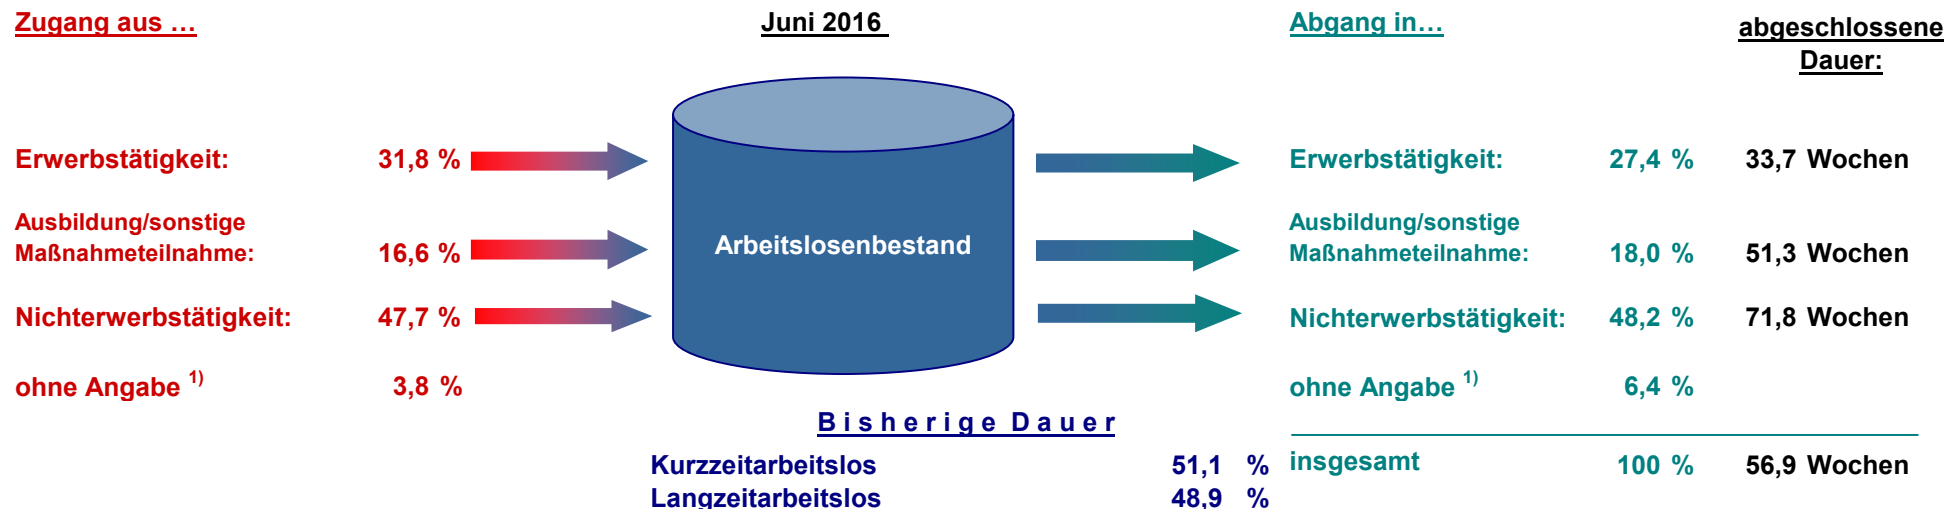 Zugang aus …
Juni 2016
Abgang in…
abgeschlossene
Dauer:
Erwerbstätigkeit: 31,8 %
Erwerbstätigkeit: 27,4 % 33,7 Wochen
Ausbildung/sonstige
Maßnahmeteilnahme: 16,6 %
Arbeitslosenbestand
Ausbildung/sonstige
Maßnahmeteilnahme: 18,0 % 51,3 Wochen
Nichterwerbstätigkeit: 47,7 %
Nichterwerbstätigkeit: 48,2 % 71,8 Wochen
ohne Angabe 1) 3,8 %
ohne Angabe 1) 6,4 %
Bisherige Dauer
Kurzzeitarbeitslos 51,1 %
Langzeitarbeitslos 48,9 %
insgesamt 100 % 56,9 Wochen